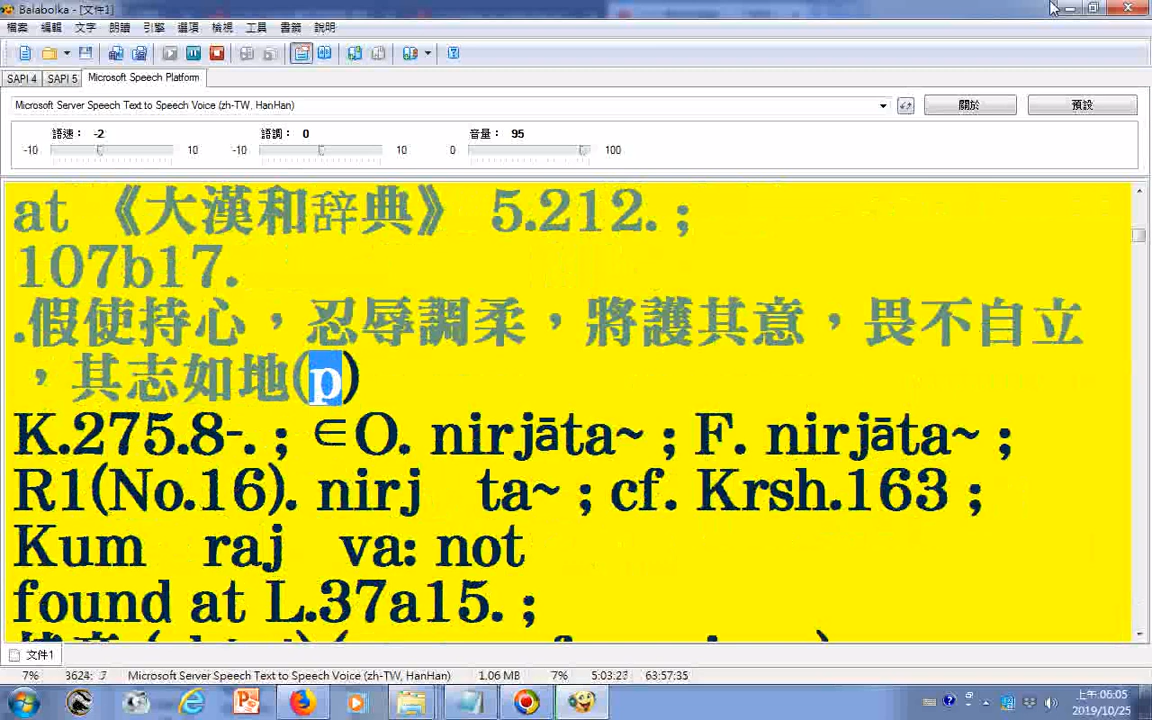 Balabolka - [文件1]
檔案 編輯 文字 朗讀 引擎 選項 檢視 工具 書籤 說明
SAPI 4 SAPI 5 Microsoft Speech Platform
Microsoft Server Speech Text to Speech Voice (zh-TW, HanHan) 關於 預設
語速: -2 語調: 0 音量: 95
-10 10 -10 10 0 100
at 《大漢和辞典》 5.212. ;
107b17.
.假使持心，忍辱調柔，將護其意，畏不自立
，其志如地(p)
K.275.8-. ; ∈O. nirjāta~ ; F. nirjāta~ ;
R1(No.16). nirj ta~ ; cf. Krsh.163 ;
Kum raj va: not
found at L.37a15. ;
文件1
7% Microsoft Server Speech Text to Speech Voice (zh-TW, HanHan) 1.06 MB 7% 5:03:23 63:57:35
上午 06:05
2019/10/25